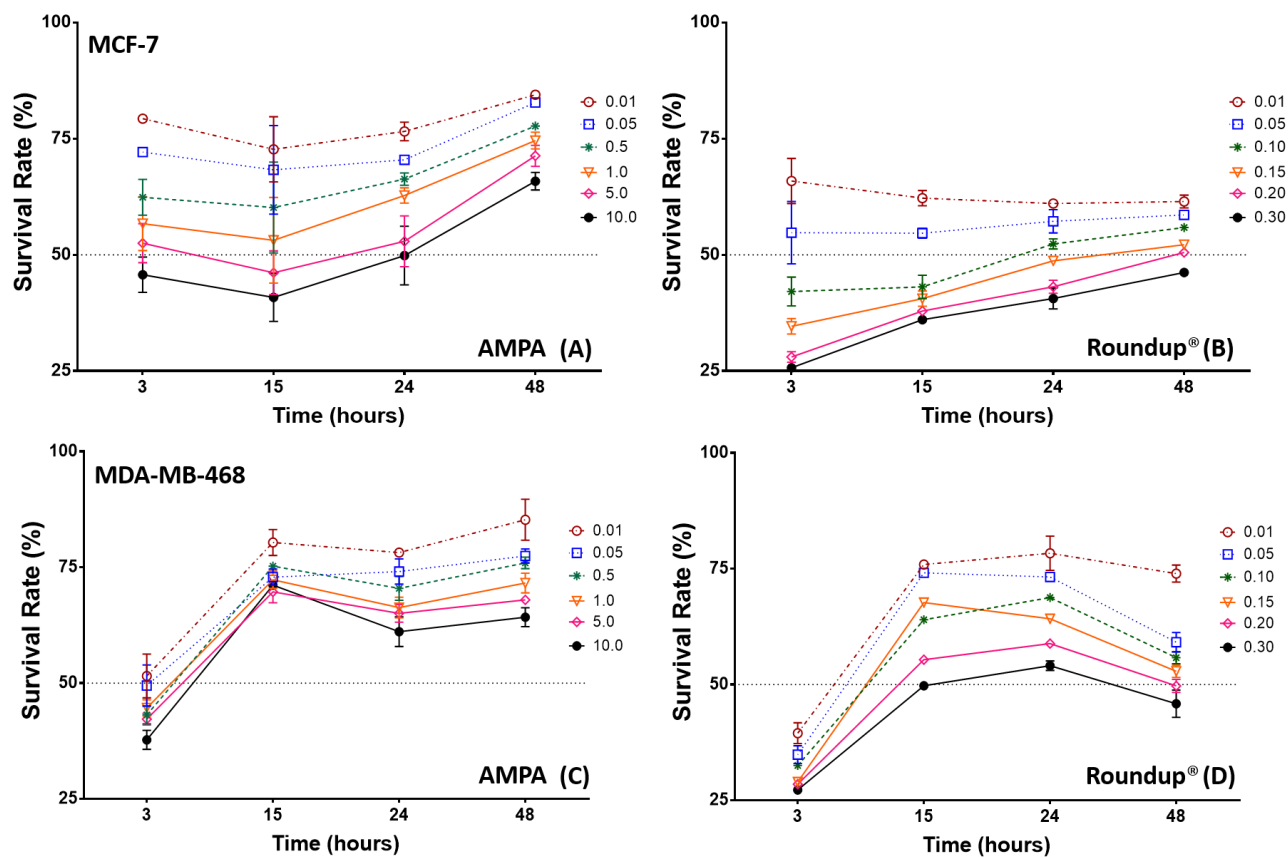 MCF-7
Survival Rate (%)
100
75
50
25
3 15 24 48
Time (hours)
AMPA (A)
0.01
0.05
0.5
1.0
5.0
10.0
Survival Rate (%)
100
75
50
25
3 15 24 48
Time (hours)
Roundup® (B)
0.01
0.05
0.10
0.15
0.20
0.30
MDA-MB-468
Survival Rate (%)
100
75
50
25
3 15 24 48
Time (hours)
AMPA (C)
0.01
0.05
0.5
1.0
5.0
10.0
Survival Rate (%)
100
75
50
25
3 15 24 48
Time (hours)
Roundup® (D)
0.01
0.05
0.10
0.15
0.20
0.30